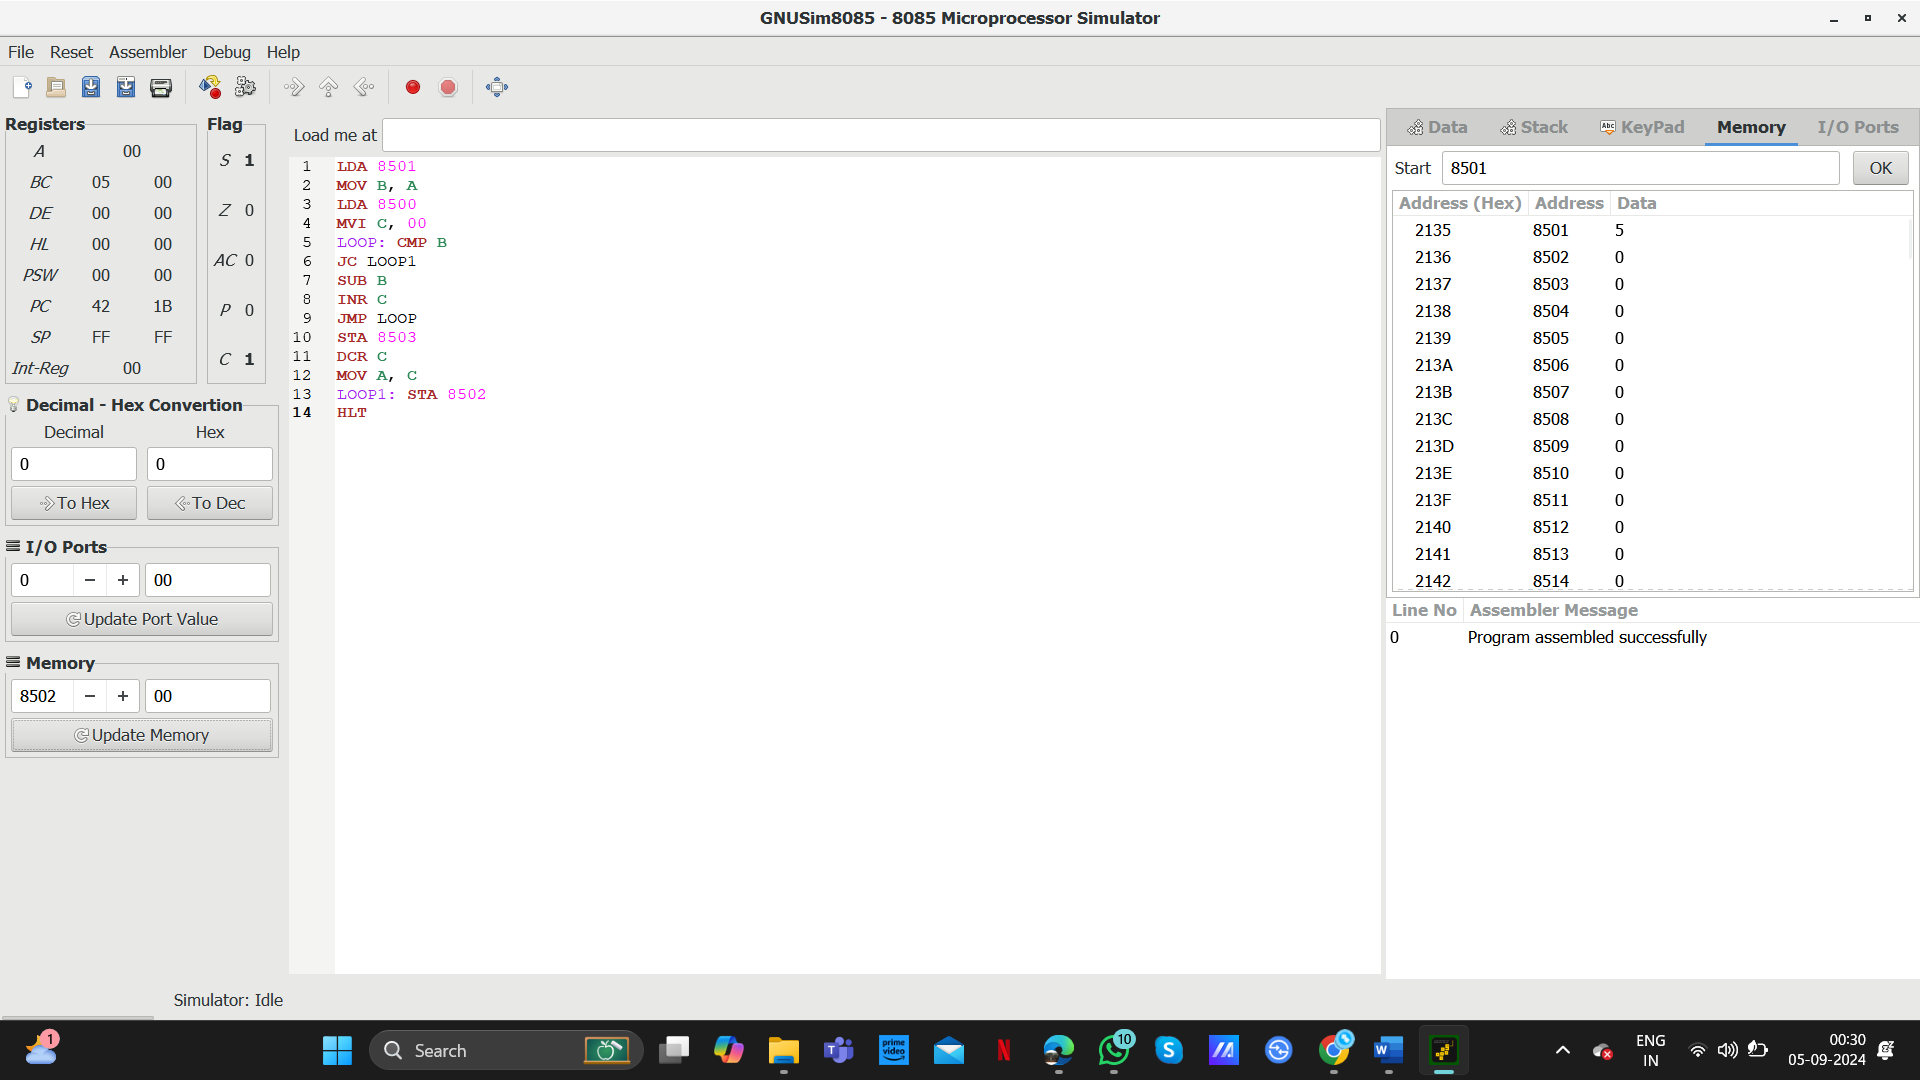 GNUSim8085 - 8085 Microprocessor Simulator
File Reset Assembler Debug Help
Registers
A 00
BC 05 00
DE 00 00
HL 00 00
PSW 00 00
PC 42 1B
SP FF FF
Int-Reg 00
Flag
S 1
Z 0
AC 0
P 0
C 1
Decimal - Hex Convertion
Decimal Hex
0 0
To Hex To Dec
I/O Ports
0 − + 00
Update Port Value
Memory
8502 − + 00
Update Memory
Load me at
1 LDA 8501
2 MOV B, A
3 LDA 8500
4 MVI C, 00
5 LOOP: CMP B
6 JC LOOP1
7 SUB B
8 INR C
9 JMP LOOP
10 STA 8503
11 DCR C
12 MOV A, C
13 LOOP1: STA 8502
14 HLT
Data Stack Abc KeyPad Memory I/O Ports
Start 8501 OK
Address (Hex) Address Data
2135 8501 5
2136 8502 0
2137 8503 0
2138 8504 0
2139 8505 0
213A 8506 0
213B 8507 0
213C 8508 0
213D 8509 0
213E 8510 0
213F 8511 0
2140 8512 0
2141 8513 0
2142 8514 0
Line No Assembler Message
0 Program assembled successfully
Simulator: Idle
1
Search
prime video
N
10
S
W
ENG
IN
00:30
05-09-2024